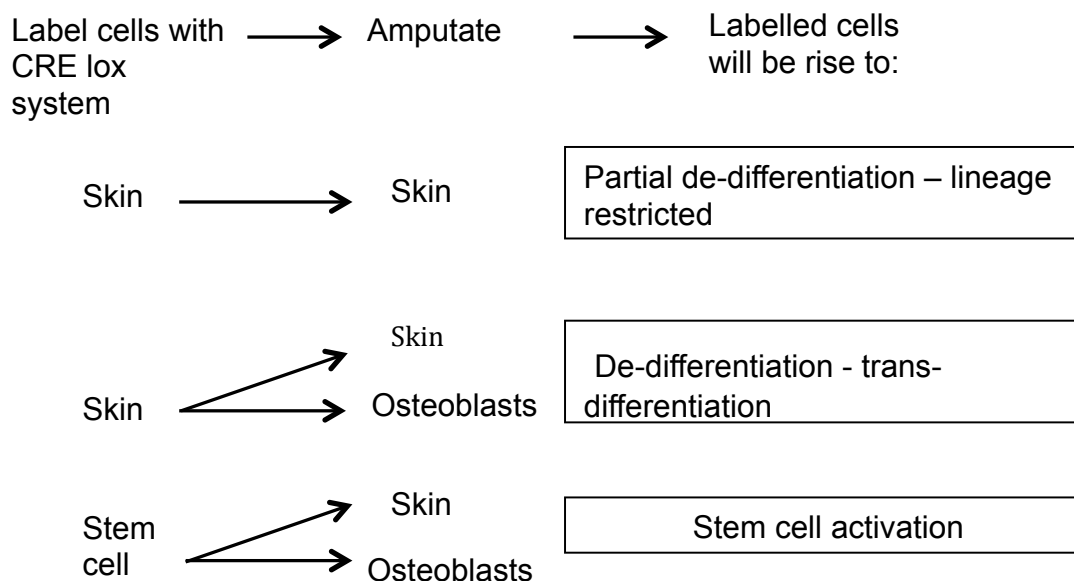 Label cells with
CRE lox
system
Amputate
Labelled cells
will be rise to:
Skin
Skin
Partial de-differentiation – lineage
restricted
Skin
Skin
Osteoblasts
De-differentiation - trans-
differentiation
Stem
cell
Skin
Osteoblasts
Stem cell activation